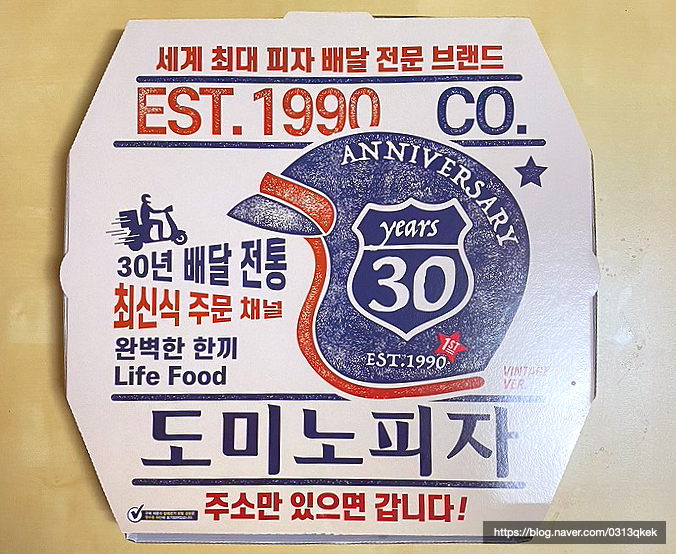 세계 최대 피자 배달 전문 브랜드
EST. 1990 CO.
ANNIVERSARY
years
30
1ST
EST. 1990
30년 배달 전통
최신식 주문 채널
완벽한 한끼
Life Food
VINTAGE
VER.
도미노피자
주소만 있으면 갑니다!
https://blog.naver.com/0313qkek